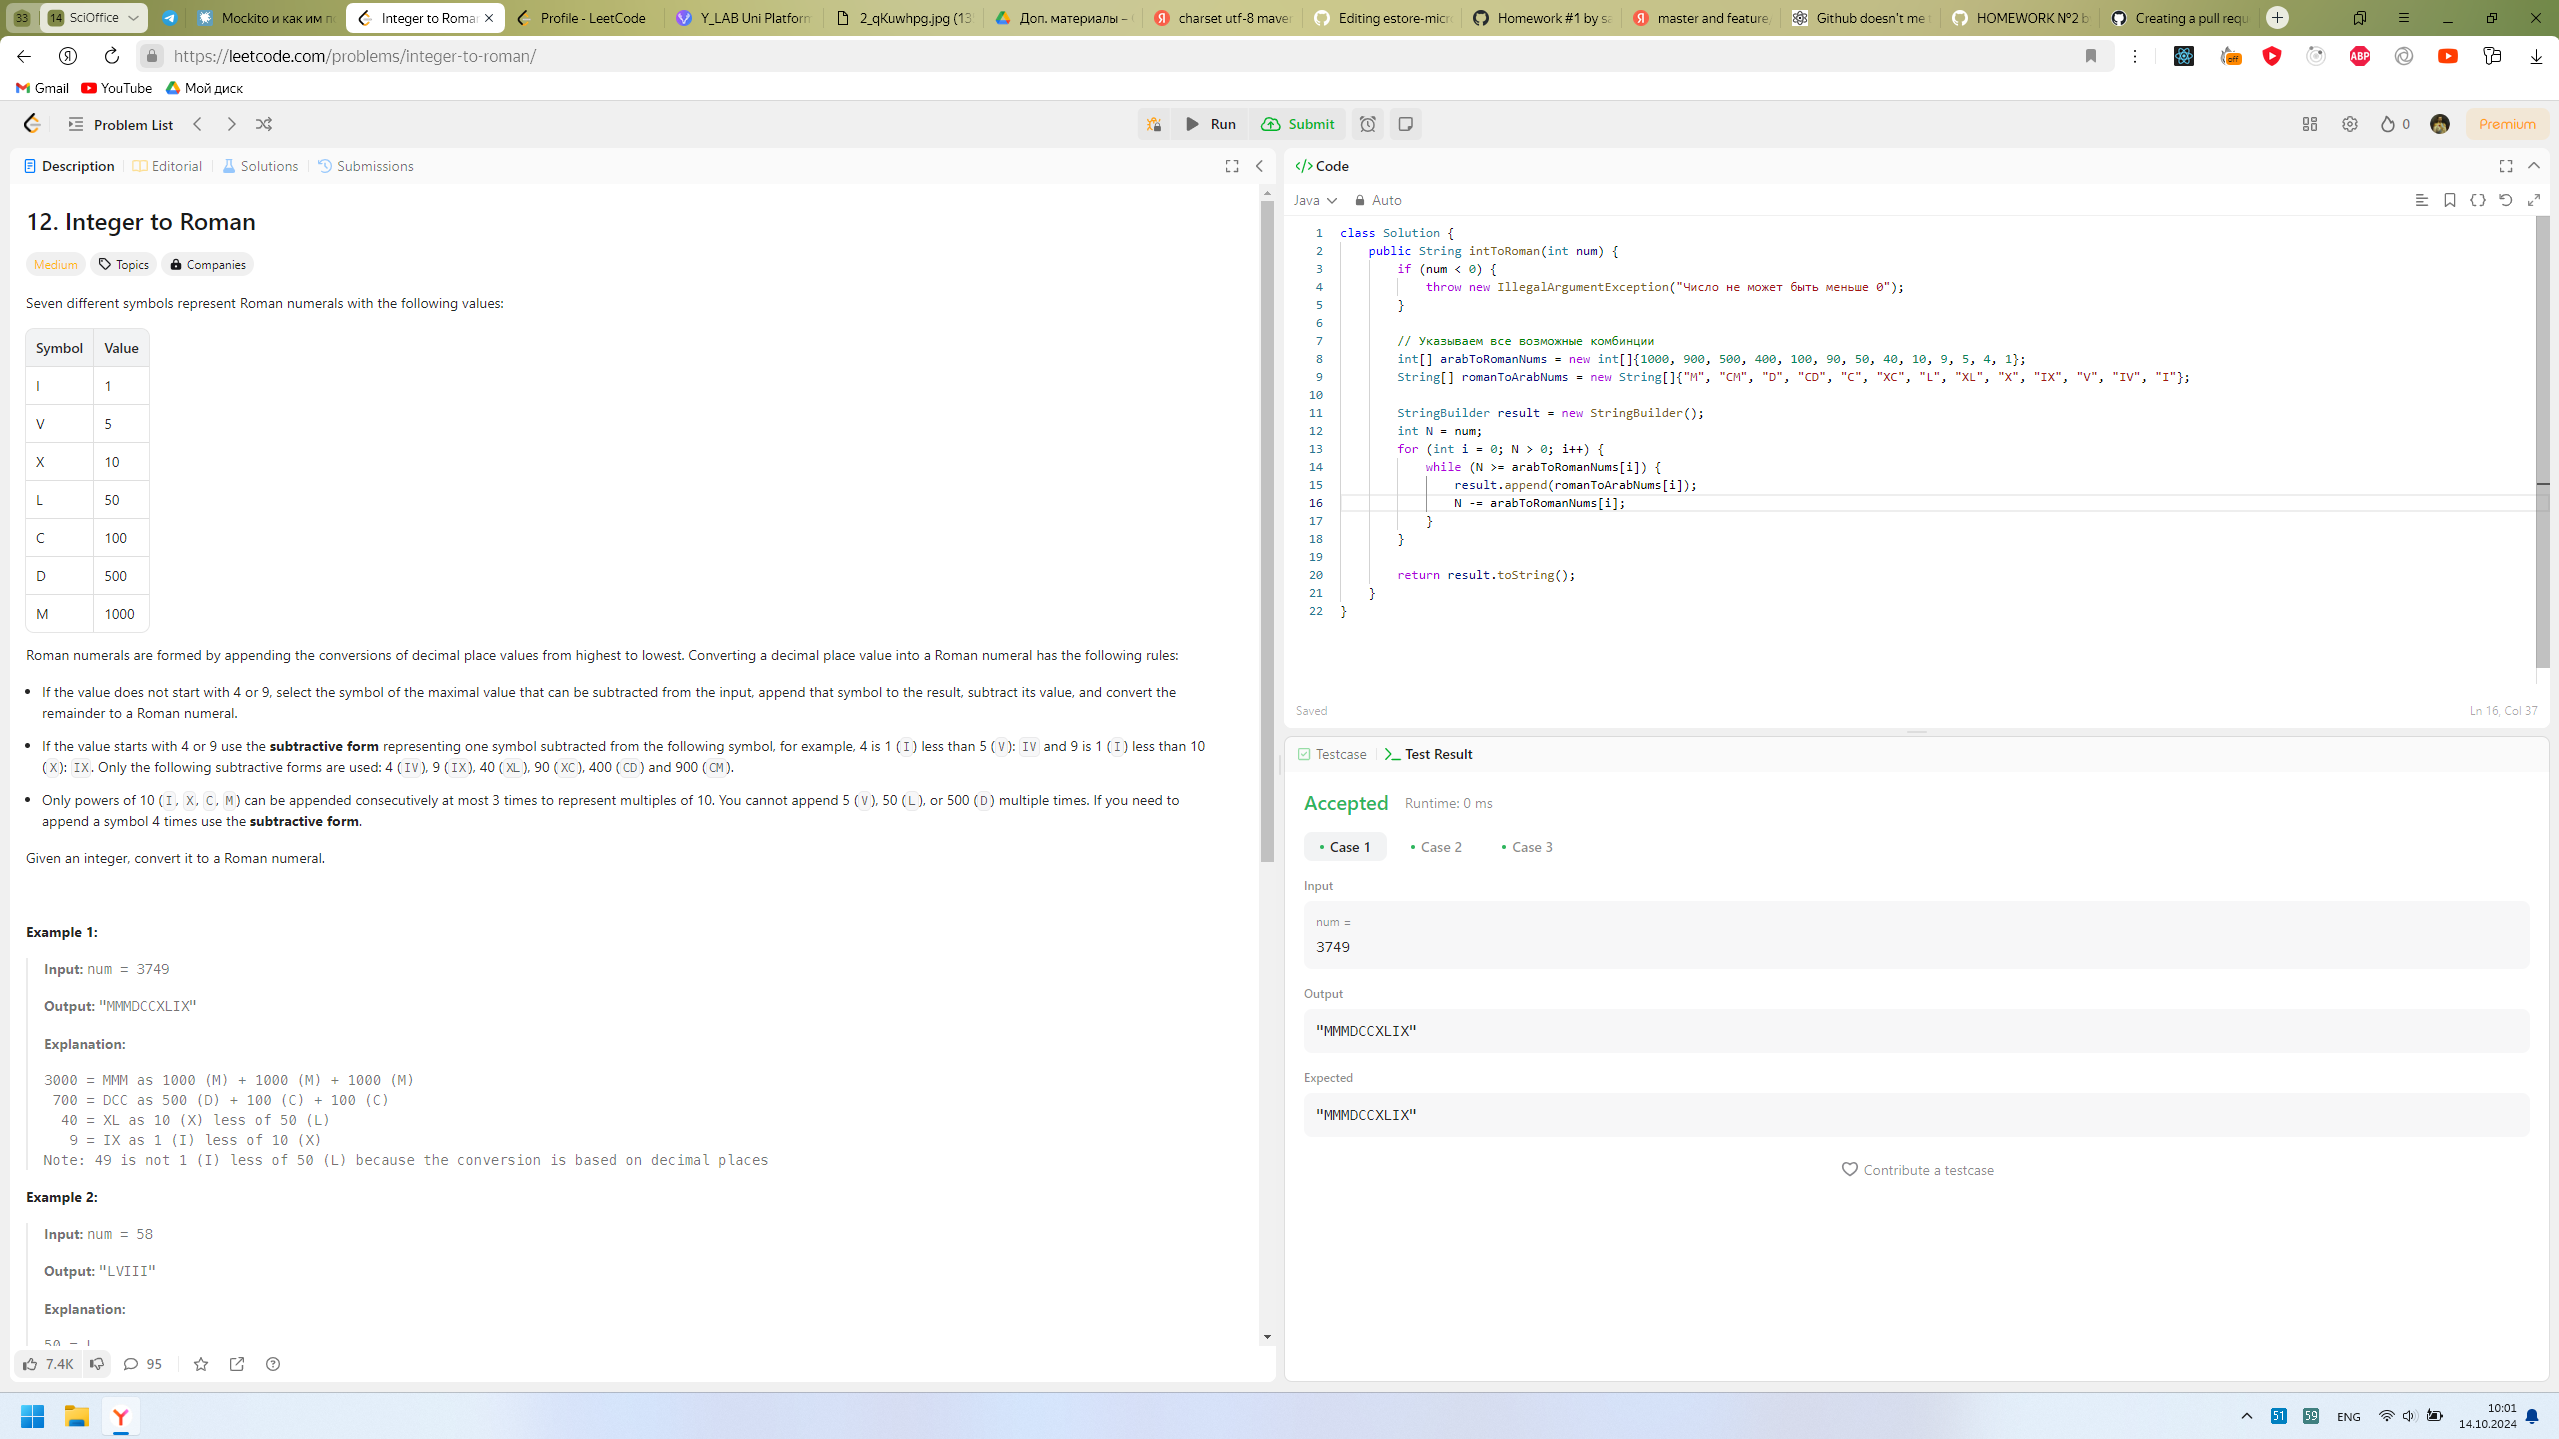 33
14 SciOffice
Mockito и как им п
Integer to Roman
Profile - LeetCode
Y_LAB Uni Platform
2_qKuwhpg.jpg (13
Доп. материалы –
charset utf-8 maven
Editing estore-micr
Homework #1 by sa
master and feature/
Github doesn't me
HOMEWORK №2 b
Creating a pull requ
https://leetcode.com/problems/integer-to-roman/
off
ABP
Gmail YouTube Мой диск
Problem List
Run Submit
0 Premium
Description Editorial Solutions Submissions
12. Integer to Roman
Medium Topics Companies
Seven different symbols represent Roman numerals with the following values:
Symbol Value
I 1
V 5
X 10
L 50
C 100
D 500
M 1000
Roman numerals are formed by appending the conversions of decimal place values from highest to lowest. Converting a decimal place value into a Roman numeral has the following rules:
• If the value does not start with 4 or 9, select the symbol of the maximal value that can be subtracted from the input, append that symbol to the result, subtract its value, and convert the
remainder to a Roman numeral.
• If the value starts with 4 or 9 use the subtractive form representing one symbol subtracted from the following symbol, for example, 4 is 1 (I) less than 5 (V): IV and 9 is 1 (I) less than 10
(X): IX. Only the following subtractive forms are used: 4 (IV), 9 (IX), 40 (XL), 90 (XC), 400 (CD) and 900 (CM).
• Only powers of 10 (I, X, C, M) can be appended consecutively at most 3 times to represent multiples of 10. You cannot append 5 (V), 50 (L), or 500 (D) multiple times. If you need to
append a symbol 4 times use the subtractive form.
Given an integer, convert it to a Roman numeral.
Example 1:
Input: num = 3749
Output: "MMMDCCXLIX"
Explanation:
3000 = MMM as 1000 (M) + 1000 (M) + 1000 (M)
700 = DCC as 500 (D) + 100 (C) + 100 (C)
40 = XL as 10 (X) less of 50 (L)
9 = IX as 1 (I) less of 10 (X)
Note: 49 is not 1 (I) less of 50 (L) because the conversion is based on decimal places
Example 2:
Input: num = 58
Output: "LVIII"
Explanation:
50 = L
7.4K 95
</> Code
Java Auto
1 class Solution {
2 public String intToRoman(int num) {
3 if (num < 0) {
4 throw new IllegalArgumentException("Число не может быть меньше 0");
5 }
6
7 // Указываем все возможные комбинции
8 int[] arabToRomanNums = new int[]{1000, 900, 500, 400, 100, 90, 50, 40, 10, 9, 5, 4, 1};
9 String[] romanToArabNums = new String[]{"M", "CM", "D", "CD", "C", "XC", "L", "XL", "X", "IX", "V", "IV", "I"};
10
11 StringBuilder result = new StringBuilder();
12 int N = num;
13 for (int i = 0; N > 0; i++) {
14 while (N >= arabToRomanNums[i]) {
15 result.append(romanToArabNums[i]);
16 N -= arabToRomanNums[i];
17 }
18 }
19
20 return result.toString();
21 }
22 }
Saved Ln 16, Col 37
Testcase Test Result
Accepted Runtime: 0 ms
• Case 1 • Case 2 • Case 3
Input
num =
3749
Output
"MMMDCCXLIX"
Expected
"MMMDCCXLIX"
Contribute a testcase
51 59 ENG 10:01
14.10.2024